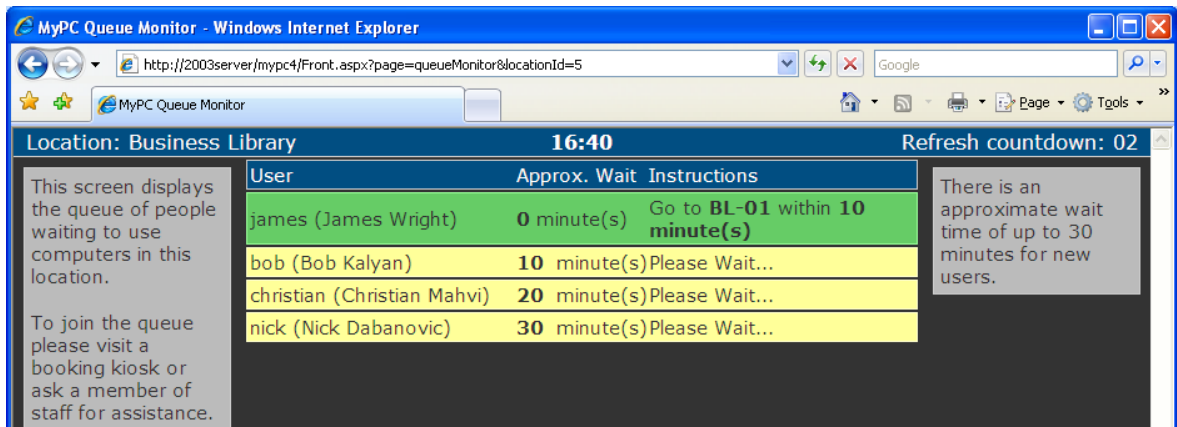 MyPC Queue Monitor - Windows Internet Explorer
http://2003server/mypc4/Front.aspx?page=queueMonitor&locationId=5
Google
MyPC Queue Monitor
Page
Tools
Location: Business Library
16:40
Refresh countdown: 02
This screen displays
the queue of people
waiting to use
computers in this
location.
To join the queue
please visit a
booking kiosk or
ask a member of
staff for assistance.
User Approx. Wait Instructions
james (James Wright) 0 minute(s) Go to BL-01 within 10
minute(s)
bob (Bob Kalyan) 10 minute(s) Please Wait...
christian (Christian Mahvi) 20 minute(s) Please Wait...
nick (Nick Dabanovic) 30 minute(s) Please Wait...
There is an
approximate wait
time of up to 30
minutes for new
users.